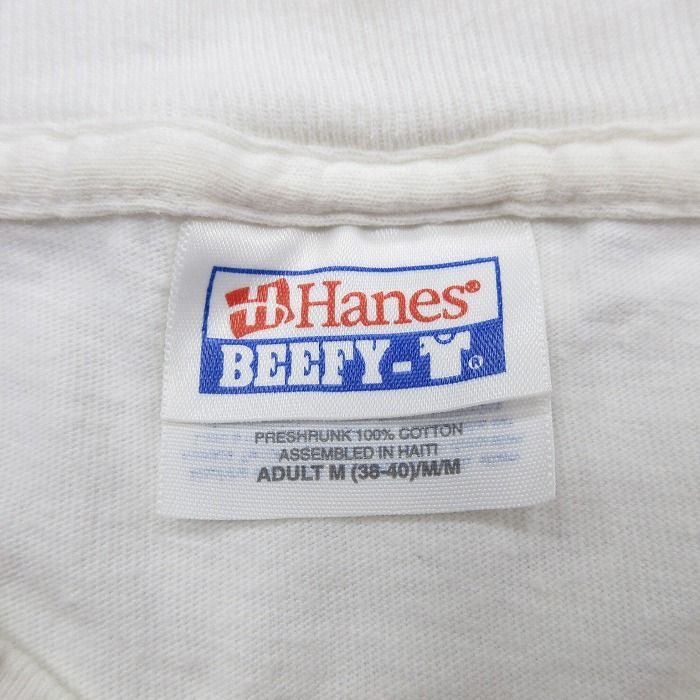 Hanes®
BEEFY-®
PRESHRUNK 100% COTTON
ASSEMBLED IN HAITI
ADULT M (38-40)/M/M